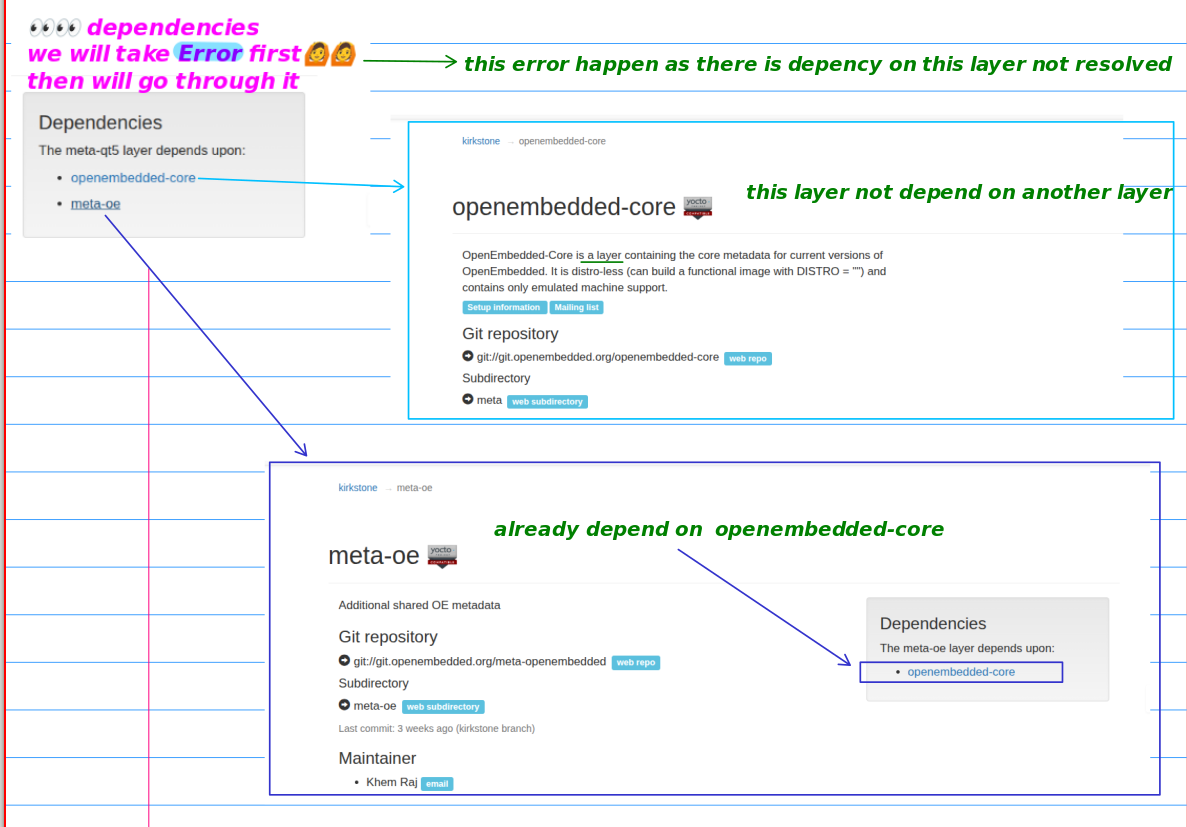 👀👀 dependencies
we will take Error first🙆🙆
then will go through it
this error happen as there is depency on this layer not resolved
Dependencies
The meta-qt5 layer depends upon:
• openembedded-core
• meta-oe
kirkstone → openembedded-core
this layer not depend on another layer
openembedded-core yocto
COMPATIBLE
OpenEmbedded-Core is a layer containing the core metadata for current versions of
OpenEmbedded. It is distro-less (can build a functional image with DISTRO = "") and
contains only emulated machine support.
Setup information Mailing list
Git repository
git://git.openembedded.org/openembedded-core web repo
Subdirectory
meta web subdirectory
kirkstone → meta-oe
already depend on openembedded-core
meta-oe yocto
COMPATIBLE
Additional shared OE metadata
Git repository
git://git.openembedded.org/meta-openembedded web repo
Subdirectory
meta-oe web subdirectory
Last commit: 3 weeks ago (kirkstone branch)
Maintainer
• Khem Raj email
Dependencies
The meta-oe layer depends upon:
• openembedded-core